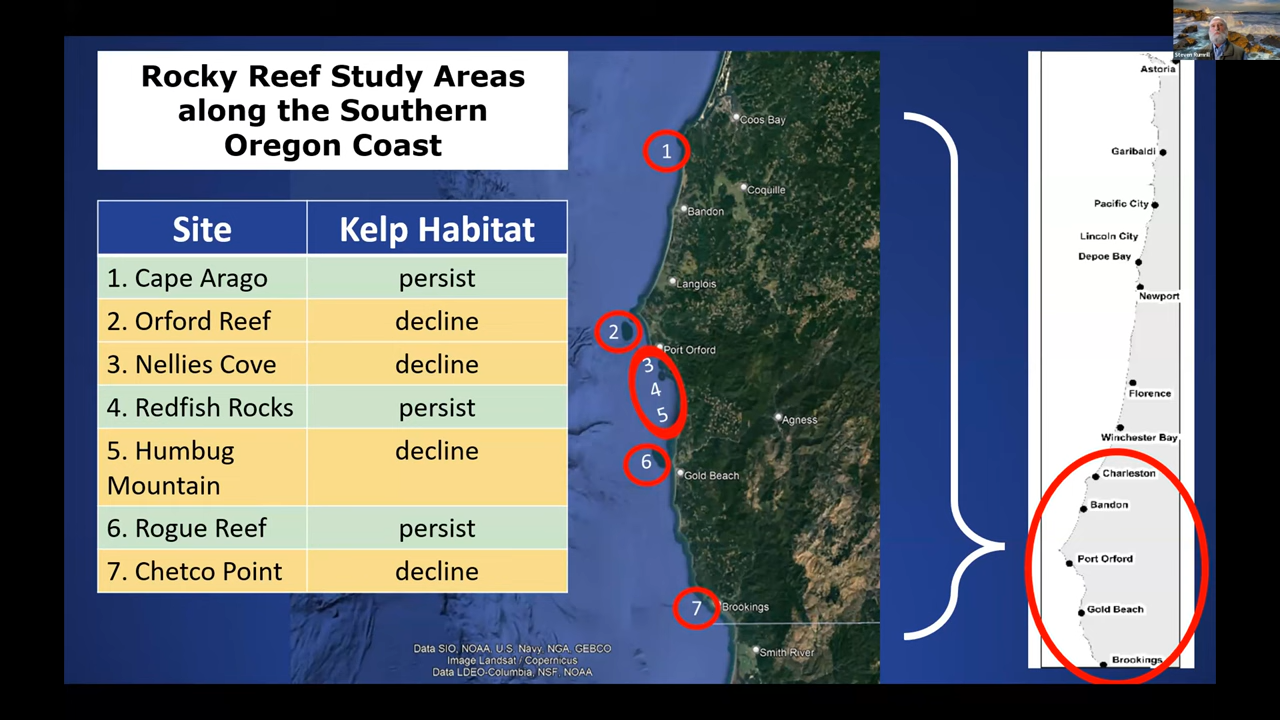 Rocky Reef Study Areas
along the Southern
Oregon Coast
Site Kelp Habitat
1. Cape Arago persist
2. Orford Reef decline
3. Nellies Cove decline
4. Redfish Rocks persist
5. Humbug decline
Mountain
6. Rogue Reef persist
7. Chetco Point decline
Coos Bay
1
Coquille
Bandon
Langlois
2
Port Orford
3
4
5
Agness
6
Gold Beach
7
Brookings
Smith River
Data SIO, NOAA, U.S. Navy, NGA, GEBCO
Image Landsat / Copernicus
Data LDEO-Columbia, NSF, NOAA
Astoria
Garibaldi
Pacific City
Lincoln City
Depoe Bay
Newport
Florence
Winchester Bay
Charleston
Bandon
Port Orford
Gold Beach
Brookings
Steven Rumrill